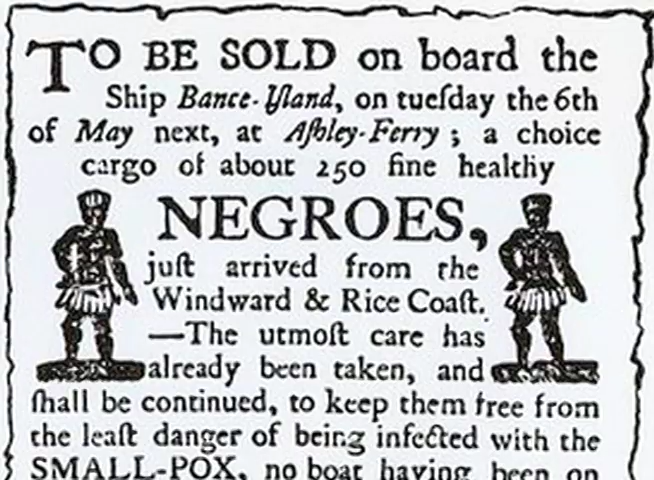 TO BE SOLD on board the
Ship Bance-Yſland, on tueſday the 6th
of May next, at Aſhley-Ferry ; a choice
cargo of about 250 fine healthy
NEGROES,
juſt arrived from the
Windward & Rice Coaſt.
—The utmoſt care has
already been taken, and
ſhall be continued, to keep them free from
the leaſt danger of being infected with the
SMALL-POX, no boat having been on